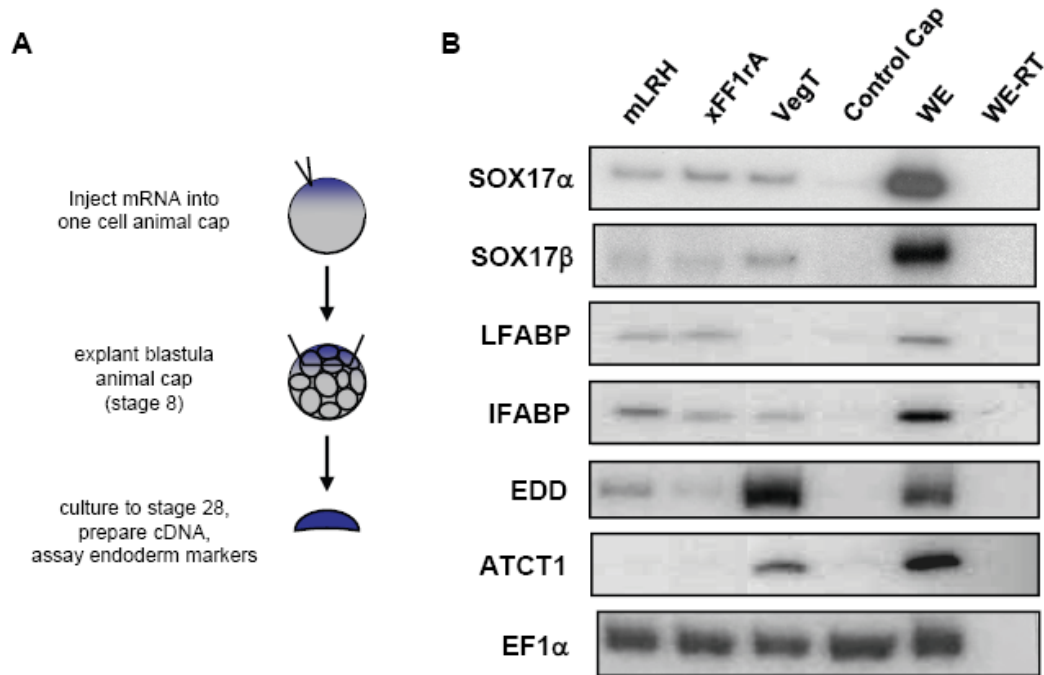 A
Inject mRNA into
one cell animal cap
explant blastula
animal cap
(stage 8)
culture to stage 28,
prepare cDNA,
assay endoderm markers
B
mLRH
xFF1rA
VegT
Control Cap
WE
WE-RT
SOX17α
SOX17β
LFABP
IFABP
EDD
ATCT1
EF1α